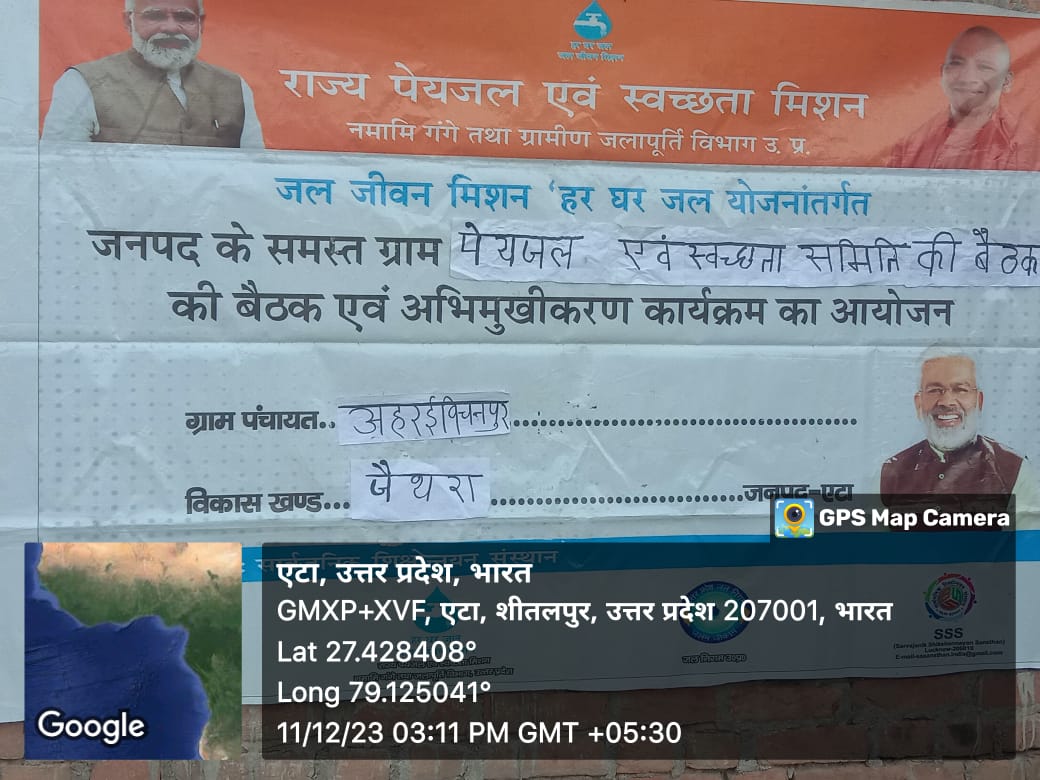 हर घर जल
जल जीवन मिशन
राज्य पेयजल एवं स्वच्छता मिशन
नमामि गंगे तथा ग्रामीण जलापूर्ति विभाग उ. प्र.
जल जीवन मिशन ‘हर घर जल योजनांतर्गत
जनपद के समस्त ग्राम पेयजल एवं स्वच्छता समिति की बैठक
की बैठक एवं अभिमुखीकरण कार्यक्रम का आयोजन
ग्राम पंचायत.. अहरई पिचनपुर
विकास खण्ड... जैथरा जनपद-एटा
GPS Map Camera
संस्थान
एटा, उत्तर प्रदेश, भारत
GMXP+XVF, एटा, शीतलपुर, उत्तर प्रदेश 207001, भारत
Lat 27.428408°
Long 79.125041°
11/12/23 03:11 PM GMT +05:30
Google
SSS